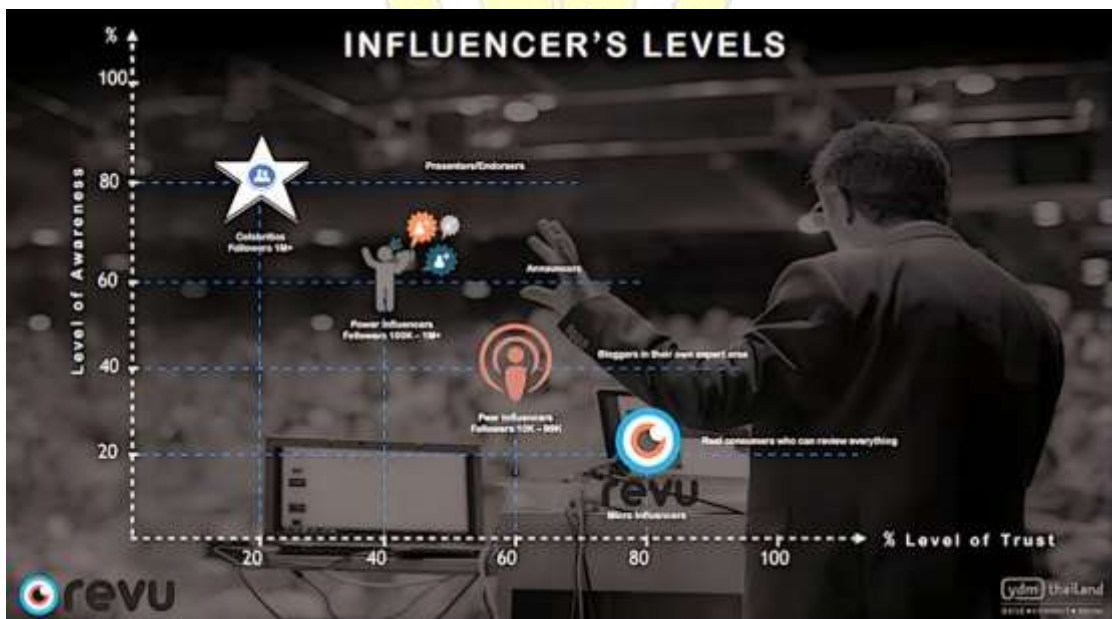 INFLUENCER'S LEVELS
%
100
80
60
40
20
Level of Awareness
Presenters/Endorsers
Celebrities
Followers 1M+
Announcers
Power Influencers
Followers 100K – 1M+
Bloggers in their own expert area
Peer Influencers
Followers 10K – 99K
Real consumers who can review everything
revu
Micro Influencers
20
40
60
80
100
% Level of Trust
revu
ydm thailand